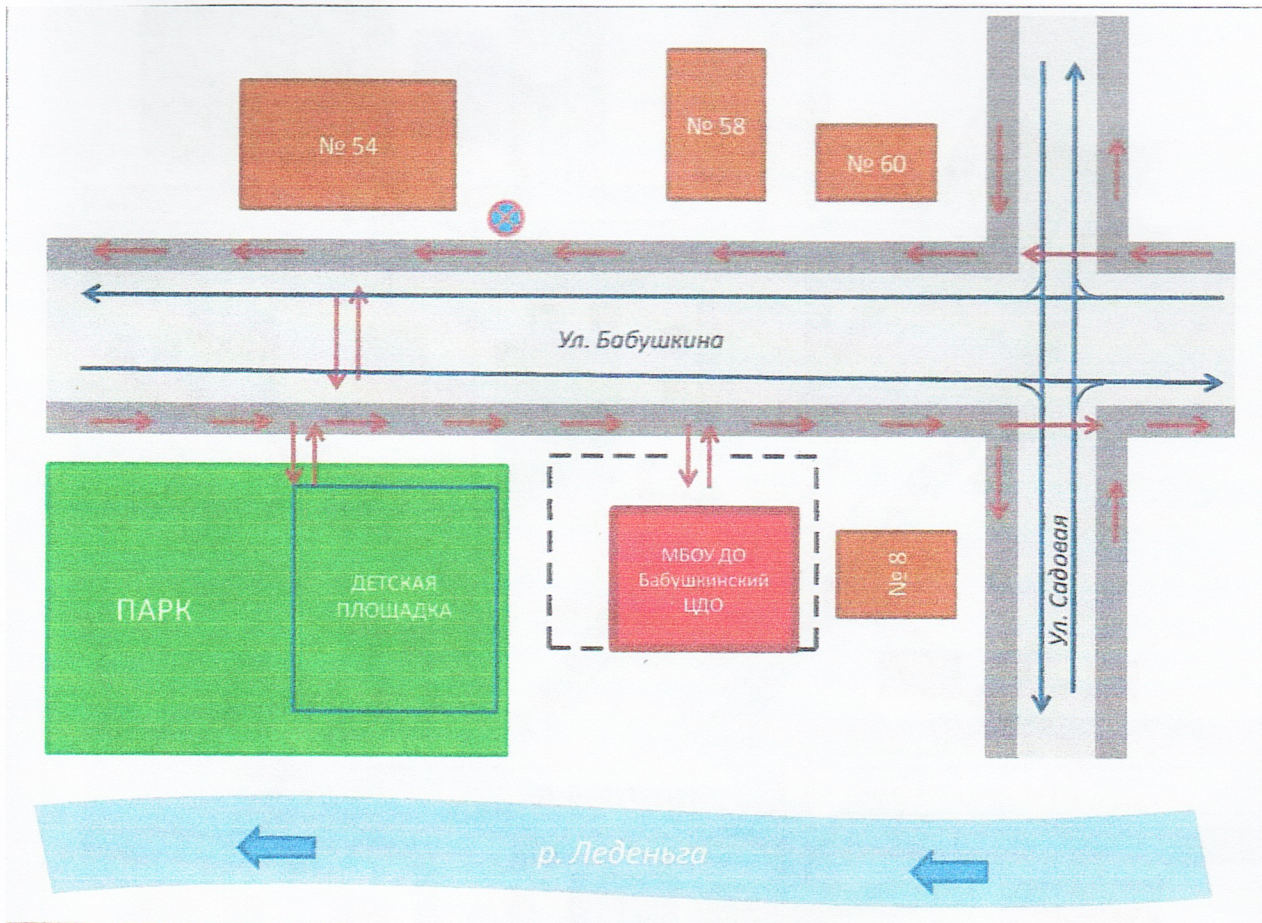 № 54
№ 58
№ 60
Ул. Бабушкина
ПАРК
ДЕТСКАЯ
ПЛОЩАДКА
МБОУ ДО
Бабушкинский
ЦДО
№ 8
Ул. Садовая
р. Леденьга